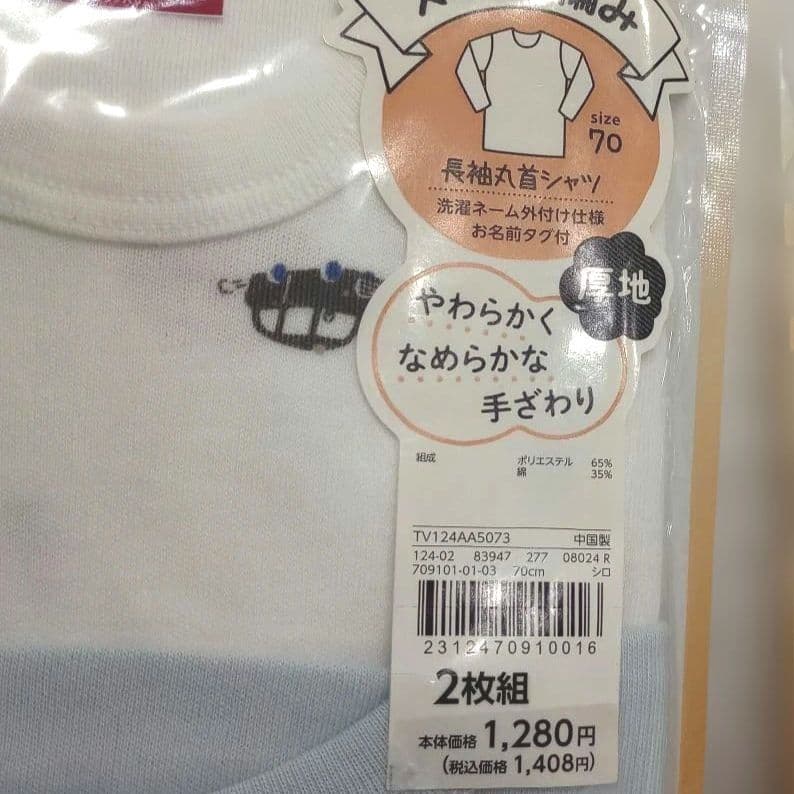 size
70
長袖丸首シャツ
洗濯ネーム外付け仕様
お名前タグ付
厚地
やわらかく
なめらかな
手ざわり
組成 ポリエステル 65%
綿 35%
TV124AA5073 中国製
124-02 83947 277 08024 R
709101-01-03 70cm シロ
2312470910016
2枚組
本体価格 1,280円
(税込価格 1,408円)